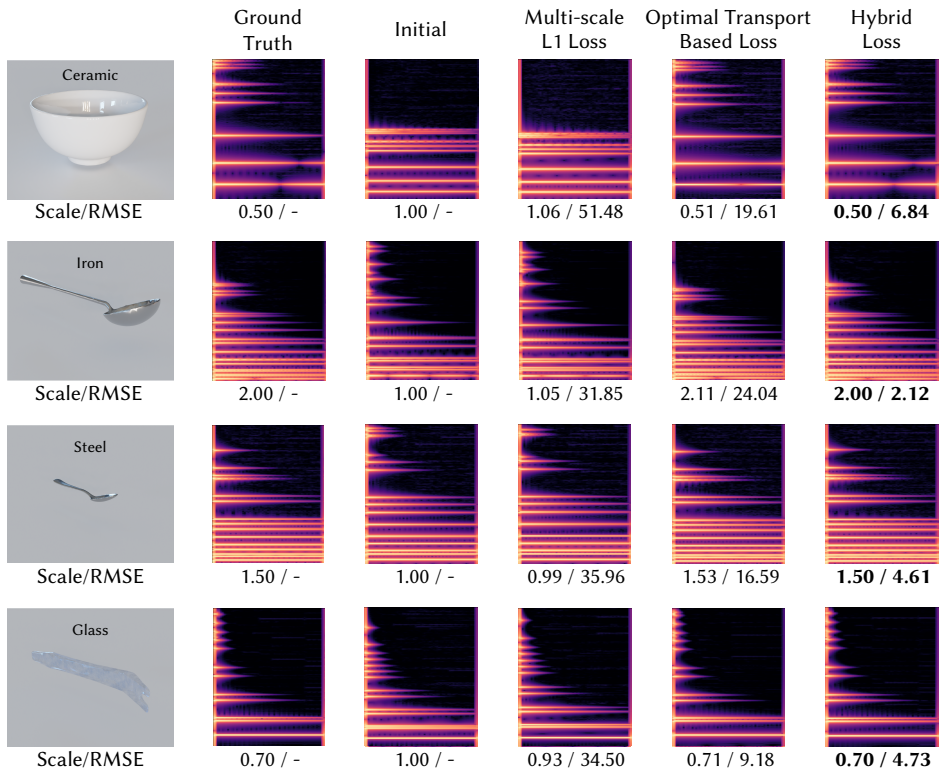 Ground Truth
Initial
Multi-scale L1 Loss
Optimal Transport Based Loss
Hybrid Loss
Ceramic
Scale/RMSE
0.50 / -
1.00 / -
1.06 / 51.48
0.51 / 19.61
0.50 / 6.84
Iron
Scale/RMSE
2.00 / -
1.00 / -
1.05 / 31.85
2.11 / 24.04
2.00 / 2.12
Steel
Scale/RMSE
1.50 / -
1.00 / -
0.99 / 35.96
1.53 / 16.59
1.50 / 4.61
Glass
Scale/RMSE
0.70 / -
1.00 / -
0.93 / 34.50
0.71 / 9.18
0.70 / 4.73